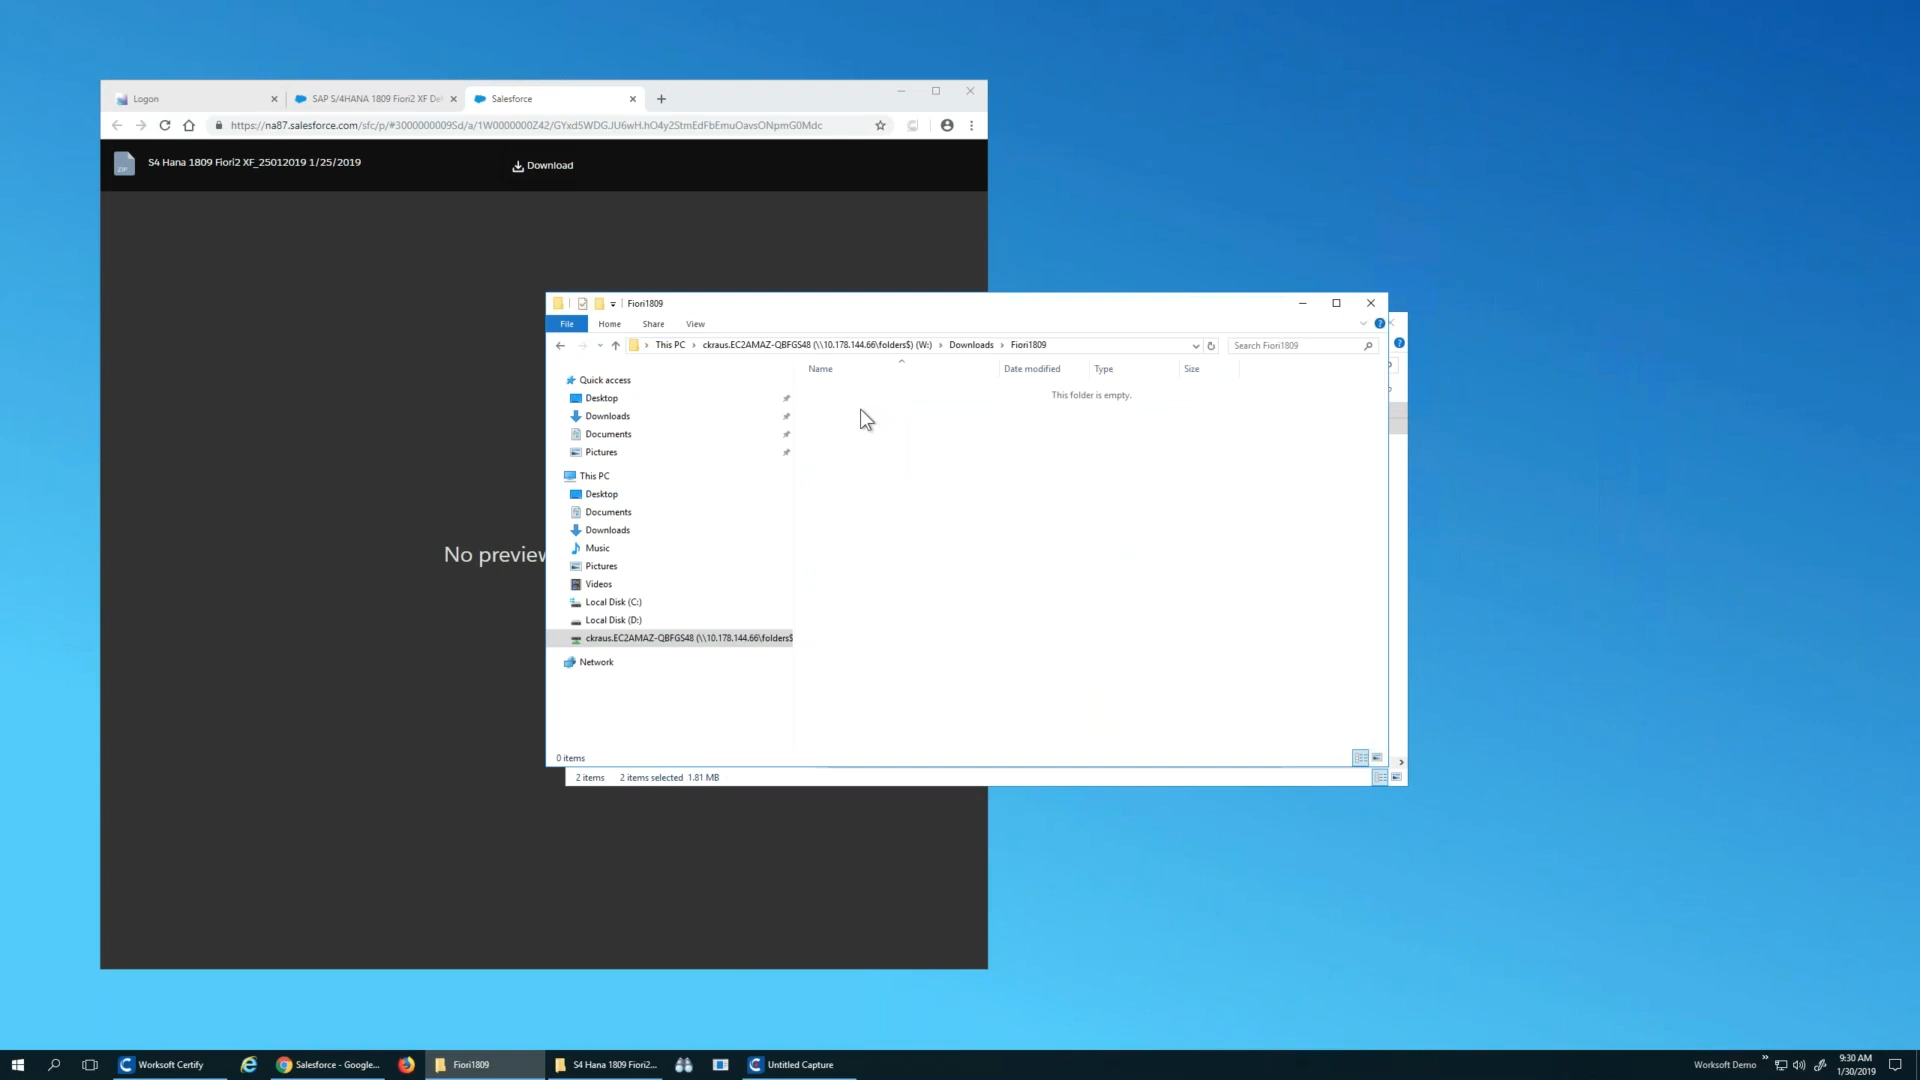 Logon
SAP S/4HANA 1809 Fiori2 XF De
Salesforce
https://na87.salesforce.com/sfc/p/#3000000009Sd/a/1W0000000Z42/GYxd5WDGJU6wH.hO4y2StmEdFbEmuOavsONpmG0Mdc
ZIP
S4 Hana 1809 Fiori2 XF_25012019 1/25/2019
Download
No preview
Fiori1809
File Home Share View
This PC > ckraus.EC2AMAZ-QBFGS48 (\\10.178.144.66\folders$) (W:) > Downloads > Fiori1809
Search Fiori1809
Name Date modified Type Size
This folder is empty.
Quick access
Desktop
Downloads
Documents
Pictures
This PC
Desktop
Documents
Downloads
Music
Pictures
Videos
Local Disk (C:)
Local Disk (D:)
ckraus.EC2AMAZ-QBFGS48 (\\10.178.144.66\folders$
Network
0 items
2 items 2 items selected 1.81 MB
Worksoft Certify
Salesforce - Google...
Fiori1809
S4 Hana 1809 Fiori2...
Untitled Capture
Worksoft Demo
9:30 AM
1/30/2019